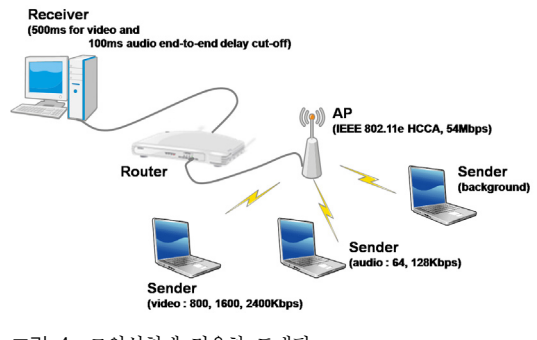 Receiver
(500ms for video and
100ms audio end-to-end delay cut-off)
AP
(IEEE 802.11e HCCA, 54Mbps)
Router
Sender
(background)
Sender
(audio : 64, 128Kbps)
Sender
(video : 800, 1600, 2400Kbps)